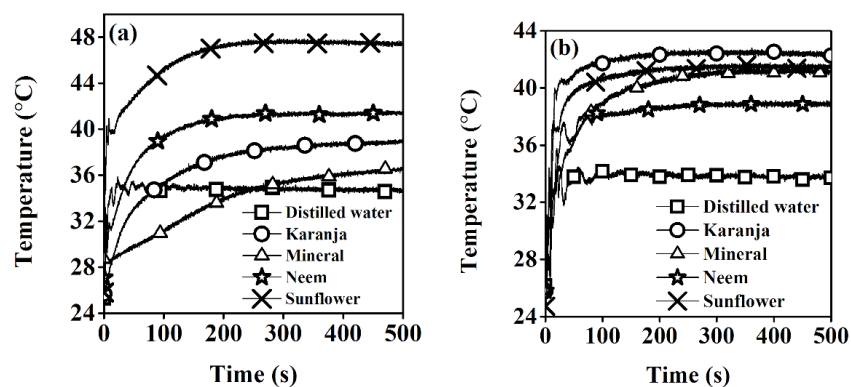 (a)
48
44
40
36
32
28
24
Temperature (°C)
0 100 200 300 400 500
Time (s)
Distilled water
Karanja
Mineral
Neem
Sunflower
(b)
44
40
36
32
28
24
Temperature (°C)
0 100 200 300 400 500
Time (s)
Distilled water
Karanja
Mineral
Neem
Sunflower